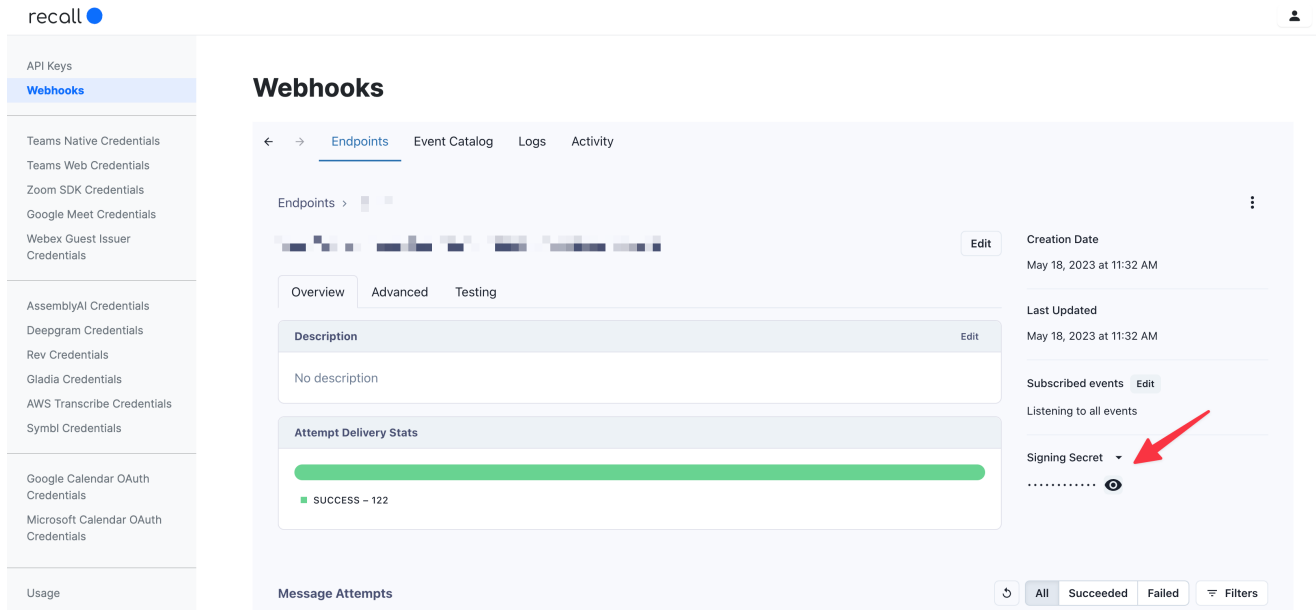 recall
API Keys
Webhooks
Teams Native Credentials
Teams Web Credentials
Zoom SDK Credentials
Google Meet Credentials
Webex Guest Issuer
Credentials
AssemblyAI Credentials
Deepgram Credentials
Rev Credentials
Gladia Credentials
AWS Transcribe Credentials
Symbl Credentials
Google Calendar OAuth
Credentials
Microsoft Calendar OAuth
Credentials
Usage
Webhooks
Endpoints Event Catalog Logs Activity
Endpoints ›
Edit
Overview Advanced Testing
Description Edit
No description
Attempt Delivery Stats
SUCCESS – 122
Creation Date
May 18, 2023 at 11:32 AM
Last Updated
May 18, 2023 at 11:32 AM
Subscribed events Edit
Listening to all events
Signing Secret
············
Message Attempts
All Succeeded Failed Filters